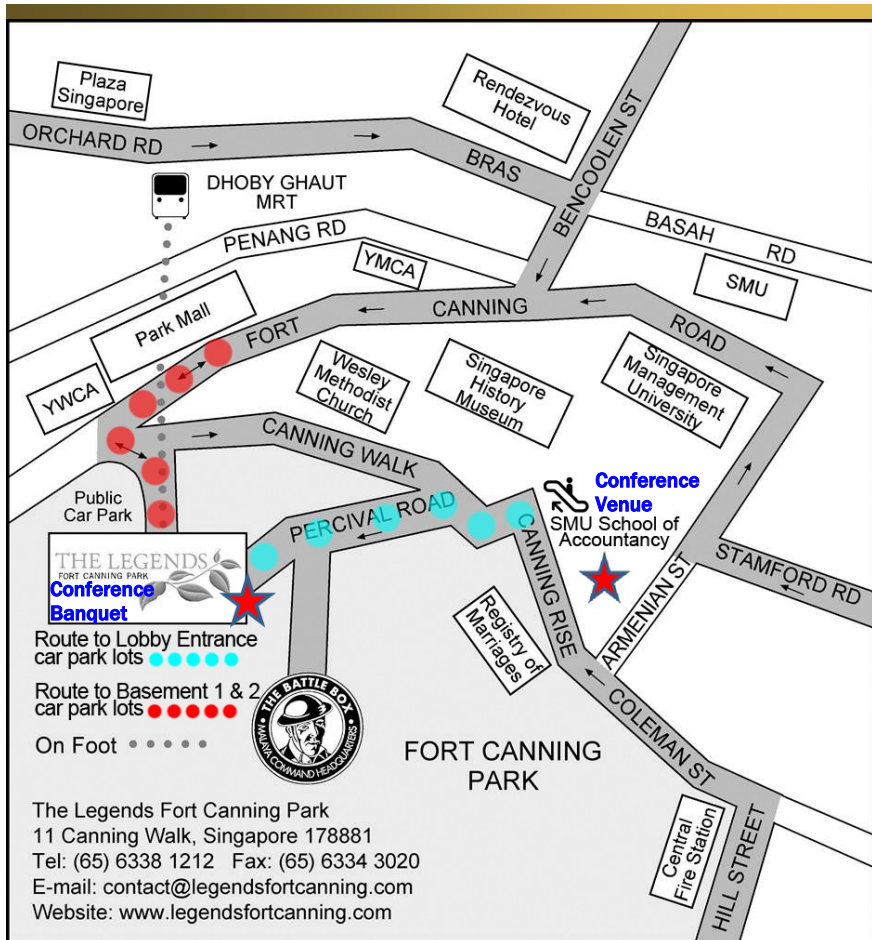 Plaza
Singapore
Rendezvous
Hotel
BENCOOLEN ST
ORCHARD RD
BRAS
BASAH RD
DHOBY GHAUT
MRT
PENANG RD
YMCA
SMU
Park Mall
FORT
CANNING
ROAD
YWCA
Wesley
Methodist
Church
Singapore
History
Museum
Singapore
Management
University
CANNING WALK
Public
Car Park
PERCIVAL ROAD
Conference
Venue
SMU School of
Accountancy
CANNING RISE
ARMENIAN ST
STAMFORD RD
THE LEGENDS
FORT CANNING PARK
Conference
Banquet
Registry of
Marriages
Route to Lobby Entrance
car park lots
Route to Basement 1 & 2
car park lots
On Foot
THE BATTLE BOX
MALAYA COMMAND HEADQUARTERS
COLEMAN ST
FORT CANNING
PARK
Central
Fire Station
HILL STREET
The Legends Fort Canning Park
11 Canning Walk, Singapore 178881
Tel: (65) 6338 1212 Fax: (65) 6334 3020
E-mail: contact@legendsfortcanning.com
Website: www.legendsfortcanning.com